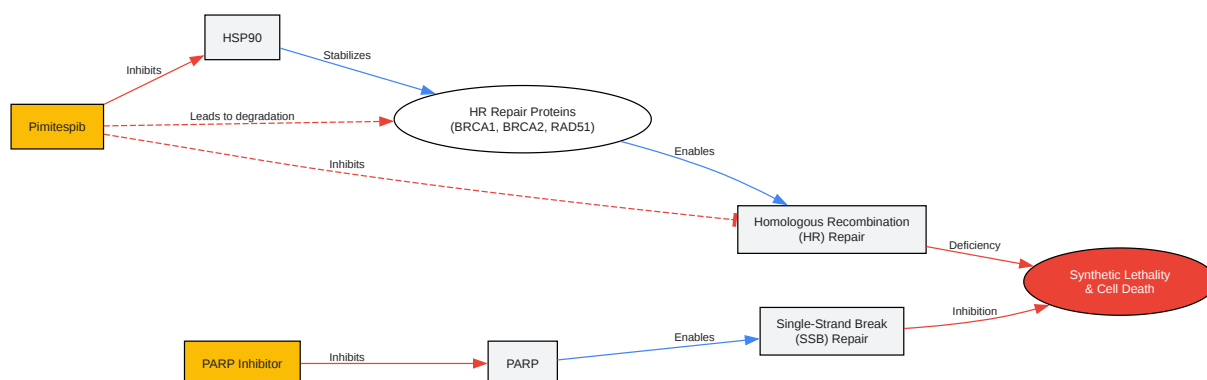 HSP90
Stabilizes
Inhibits
HR Repair Proteins
(BRCA1, BRCA2, RAD51)
Pimitespib
Leads to degradation
Inhibits
Enables
Homologous Recombination
(HR) Repair
Deficiency
Synthetic Lethality
& Cell Death
Inhibition
Single-Strand Break
(SSB) Repair
Enables
PARP Inhibitor
Inhibits
PARP